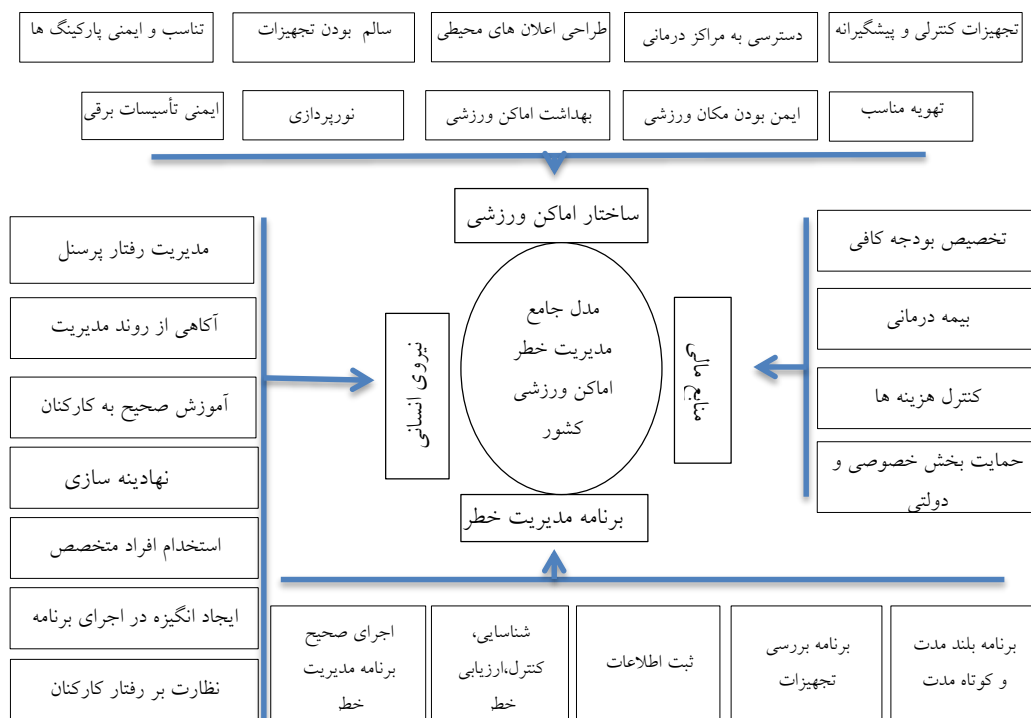 تجهیزات کنترلی و پیشگیرانه
دسترسی به مراکز درمانی
طراحی اعلان های محیطی
سالم بودن تجهیزات
تناسب و ایمنی پارکینگ ها
تهویه مناسب
ایمن بودن مکان ورزشی
بهداشت اماکن ورزشی
نورپردازی
ایمنی تأسیسات برقی
ساختار اماکن ورزشی
تخصیص بودجه کافی
بیمه درمانی
کنترل هزینه ها
حمایت بخش خصوصی و
دولتی
منابع مالی
مدل جامع
مدیریت خطر
اماکن ورزشی
کشور
نیروی انسانی
مدیریت رفتار پرسنل
آکاهی از روند مدیریت
آموزش صحیح به کارکنان
نهادینه سازی
استخدام افراد متخصص
ایجاد انگیزه در اجرای برنامه
نظارت بر رفتار کارکنان
برنامه مدیریت خطر
برنامه بلند مدت
و کوتاه مدت
برنامه بررسی
تجهیزات
ثبت اطلاعات
شناسایی،
کنترل،ارزیابی
خطر
اجرای صحیح
برنامه مدیریت
خطر